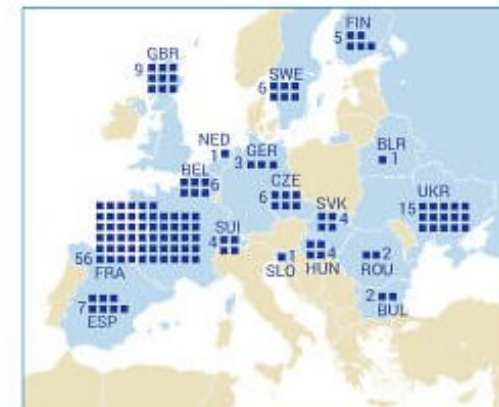 FIN
5
GBR
9
SWE
6
NED
1
GER
3
BLR
1
BEL
6
CZE
6
SVK
4
UKR
15
SUI
4
56
FRA
SLO
1
HUN
4
2
ROU
7
ESP
2
BUL